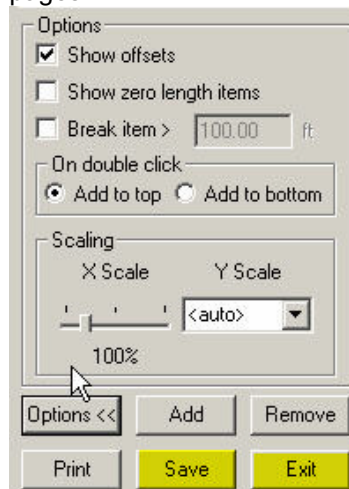 Options
Show offsets
Show zero length items
Break item > 100.00 ft
On double click
Add to top Add to bottom
Scaling
X Scale Y Scale
<auto>
100%
Options << Add Remove
Print Save Exit